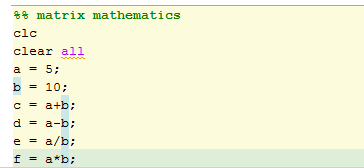 %% matrix mathematics
clc
clear all
a = 5;
b = 10;
c = a+b;
d = a-b;
e = a/b;
f = a*b;